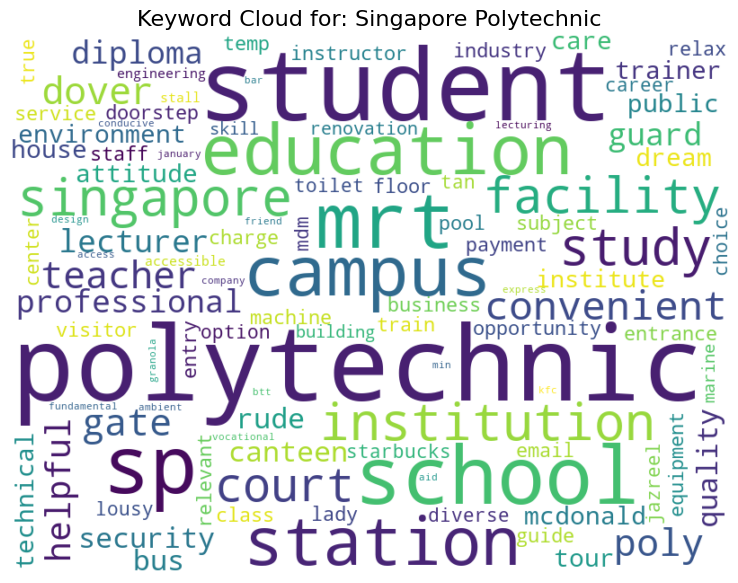 Keyword Cloud for: Singapore Polytechnic
true
diploma
temp
instructor
industry
care
relax
engineering
student
trainer
dover
stall
bar
career
public
service
doorstep
conducive
skill
renovation
lecturing
guard
environment
house
staff
january
education
dream
attitude
toilet
floor
tan
facility
singapore
mrt
pool
subject
choice
design
friend
lecturer
charge
mdm
payment
study
center
access
accessible
campus
teacher
company
institute
professional
express
convenient
machine
business
visitor
entry
option
building
train
opportunity
entrance
polytechnic
granola
min
marine
btt
kfc
fundamental
ambient
gate
rude
institution
helpful
vocational
technical
sp
relevant
canteen
starbucks
email
equipment
quality
court
school
aid
jazreel
lousy
class
lady
diverse
mcdonald
security
station
guide
poly
bus
tour